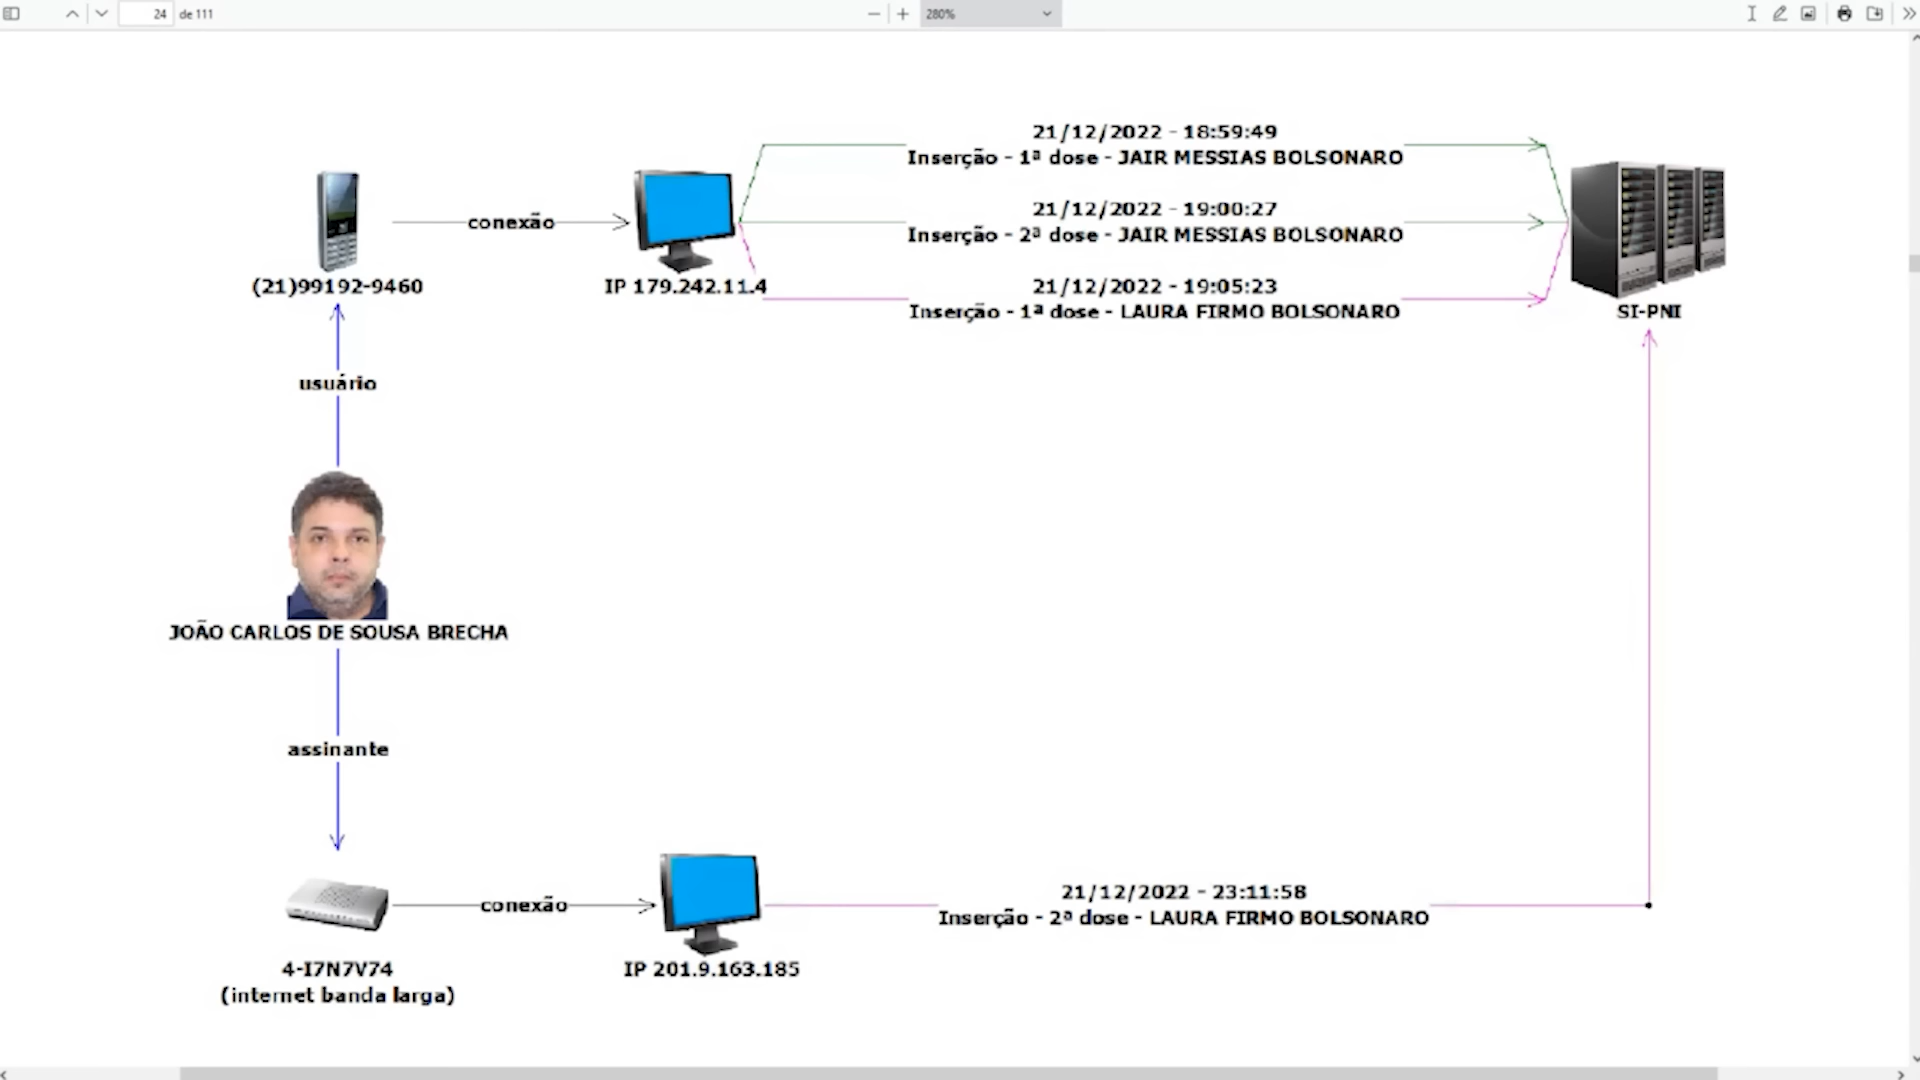 24 de 111
280%
21/12/2022 - 18:59:49
Inserção - 1ª dose - JAIR MESSIAS BOLSONARO
21/12/2022 - 19:00:27
Inserção - 2ª dose - JAIR MESSIAS BOLSONARO
21/12/2022 - 19:05:23
Inserção - 1ª dose - LAURA FIRMO BOLSONARO
conexão
(21)99192-9460
IP 179.242.11.4
SI-PNI
usuário
JOÃO CARLOS DE SOUSA BRECHA
assinante
conexão
21/12/2022 - 23:11:58
Inserção - 2ª dose - LAURA FIRMO BOLSONARO
4-I7N7V74
(internet banda larga)
IP 201.9.163.185